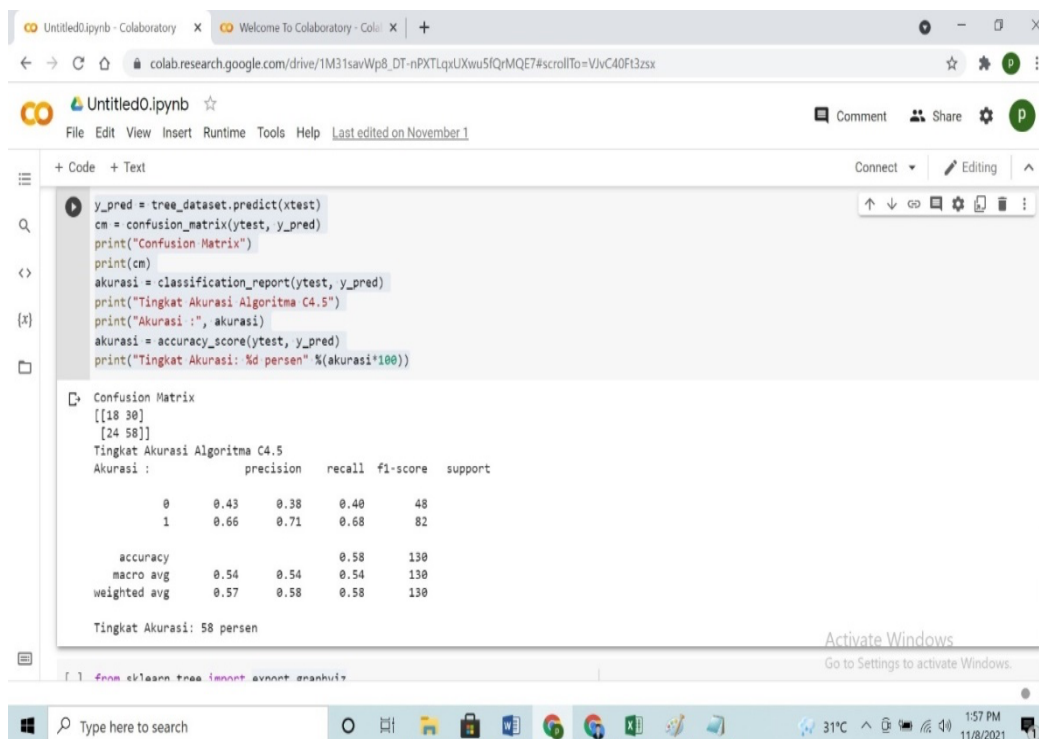 Untitled0.ipynb - Colaboratory
Welcome To Colaboratory - Cola
colab.research.google.com/drive/1M31savWp8_DT-nPXTLqxUXwu5fQrMQE7#scrollTo=VJvC40Ft3zsx
P
CO
Untitled0.ipynb
Comment Share P
File Edit View Insert Runtime Tools Help Last edited on November 1
+ Code + Text Connect Editing
y_pred = tree_dataset.predict(xtest)
cm = confusion_matrix(ytest, y_pred)
print("Confusion Matrix")
print(cm)
akurasi = classification_report(ytest, y_pred)
print("Tingkat Akurasi Algoritma C4.5")
print("Akurasi :", akurasi)
akurasi = accuracy_score(ytest, y_pred)
print("Tingkat Akurasi: %d persen" %(akurasi*100))
Confusion Matrix
[[18 30]
[24 58]]
Tingkat Akurasi Algoritma C4.5
Akurasi : precision recall f1-score support
0 0.43 0.38 0.40 48
1 0.66 0.71 0.68 82
accuracy 0.58 130
macro avg 0.54 0.54 0.54 130
weighted avg 0.57 0.58 0.58 130
Tingkat Akurasi: 58 persen
Activate Windows
Go to Settings to activate Windows.
[ ] from sklearn.tree import export_graphviz
Type here to search
31°C
1:57 PM
11/8/2021